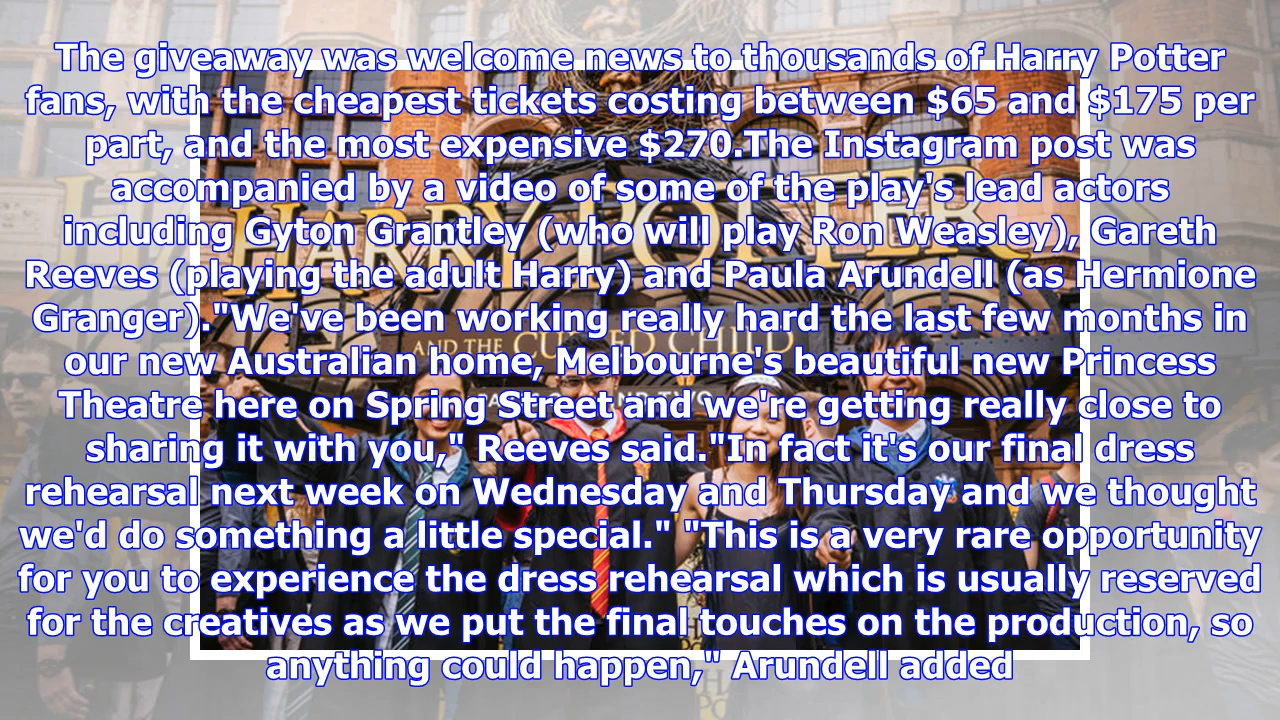 The giveaway was welcome news to thousands of Harry Potter
fans, with the cheapest tickets costing between $65 and $175 per
part, and the most expensive $270.The Instagram post was
accompanied by a video of some of the play's lead actors
including Gyton Grantley (who will play Ron Weasley), Gareth
Reeves (playing the adult Harry) and Paula Arundell (as Hermione
Granger)."We've been working really hard the last few months in
our new Australian home, Melbourne's beautiful new Princess
Theatre here on Spring Street and we're getting really close to
sharing it with you," Reeves said."In fact it's our final dress
rehearsal next week on Wednesday and Thursday and we thought
we'd do something a little special." "This is a very rare opportunity
for you to experience the dress rehearsal which is usually reserved
for the creatives as we put the final touches on the production, so
anything could happen," Arundell added
HARRY POTTER
AND THE CURSED CHILD